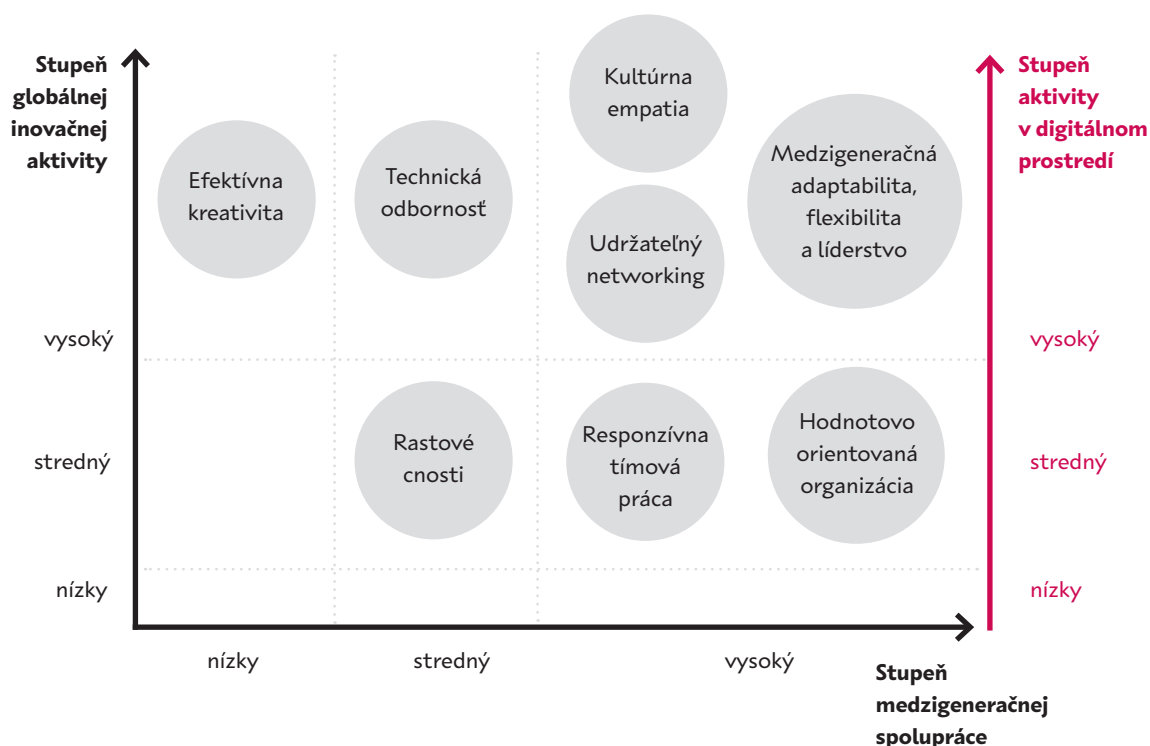 Stupeň
globálnej
inovačnej
aktivity
Stupeň
aktivity
v digitálnom
prostredí
Kultúrna
empatia
Efektívna
kreativita
Technická
odbornosť
Medzigeneračná
adaptabilita,
flexibilita
a líderstvo
Udržateľný
networking
vysoký
vysoký
Rastové
cnosti
Responzívna
tímová
práca
Hodnotovo
orientovaná
organizácia
stredný
stredný
nízky
nízky
nízky
stredný
vysoký
Stupeň
medzigeneračnej
spolupráce